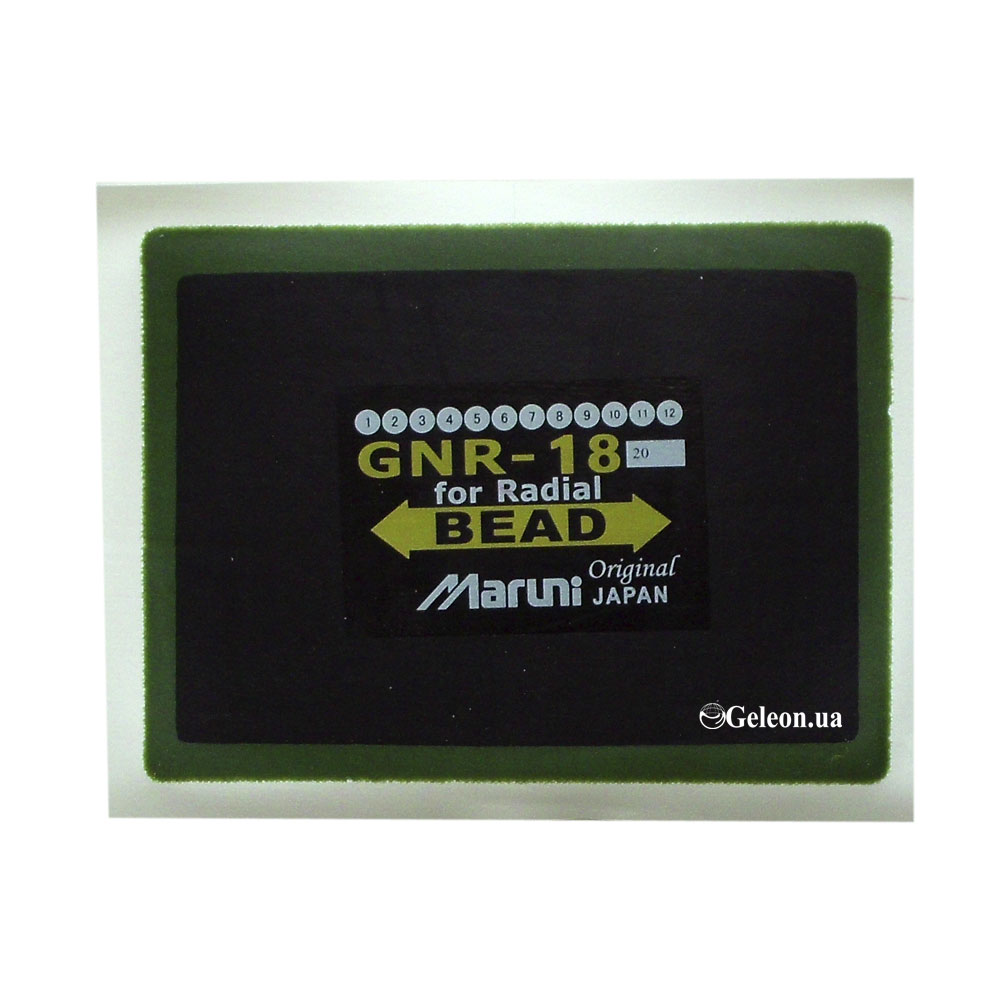 1 2 3 4 5 6 7 8 9 10 11 12
GNR-18 20
for Radial
BEAD
Maruni Original JAPAN
Geleon.ua